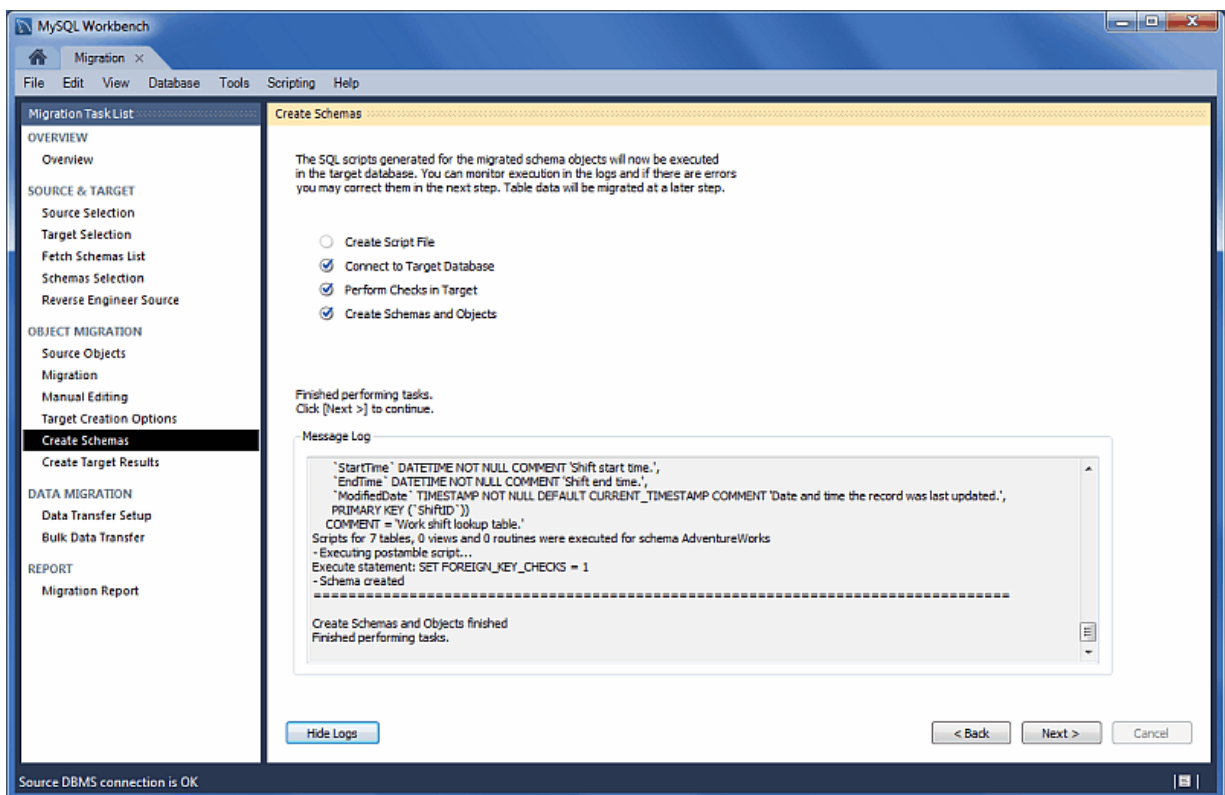 MySQL Workbench
Migration
File Edit View Database Tools Scripting Help
Migration Task List
OVERVIEW
Overview
SOURCE & TARGET
Source Selection
Target Selection
Fetch Schemas List
Schemas Selection
Reverse Engineer Source
OBJECT MIGRATION
Source Objects
Migration
Manual Editing
Target Creation Options
Create Schemas
Create Target Results
DATA MIGRATION
Data Transfer Setup
Bulk Data Transfer
REPORT
Migration Report
Create Schemas
The SQL scripts generated for the migrated schema objects will now be executed
in the target database. You can monitor execution in the logs and if there are errors
you may correct them in the next step. Table data will be migrated at a later step.
Create Script File
Connect to Target Database
Perform Checks in Target
Create Schemas and Objects
Finished performing tasks.
Click [Next >] to continue.
Message Log
`StartTime` DATETIME NOT NULL COMMENT 'Shift start time.',
`EndTime` DATETIME NOT NULL COMMENT 'Shift end time.',
`ModifiedDate` TIMESTAMP NOT NULL DEFAULT CURRENT_TIMESTAMP COMMENT 'Date and time the record was last updated.',
PRIMARY KEY (`ShiftID`))
COMMENT = 'Work shift lookup table.'
Scripts for 7 tables, 0 views and 0 routines were executed for schema AdventureWorks
- Executing postamble script...
Execute statement: SET FOREIGN_KEY_CHECKS = 1
- Schema created
================================================================================
Create Schemas and Objects finished
Finished performing tasks.
Hide Logs
< Back Next > Cancel
Source DBMS connection is OK